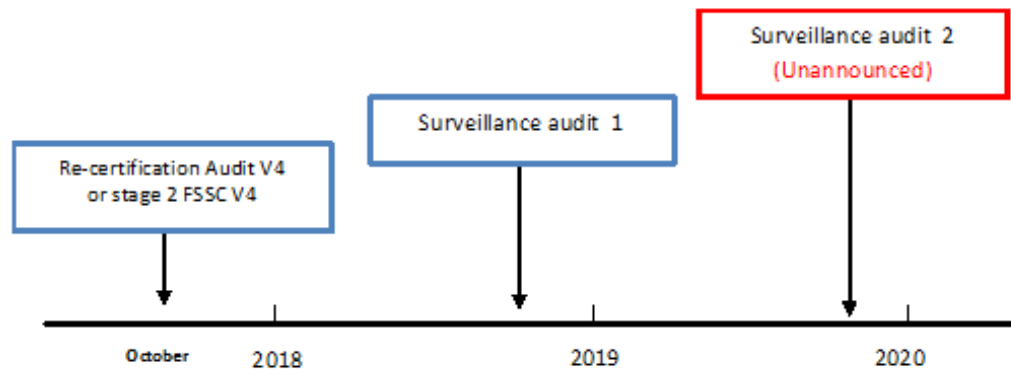 Surveillance audit 2
(Unannounced)
Surveillance audit 1
Re-certification Audit V4
or stage 2 FSSC V4
October
2018
2019
2020